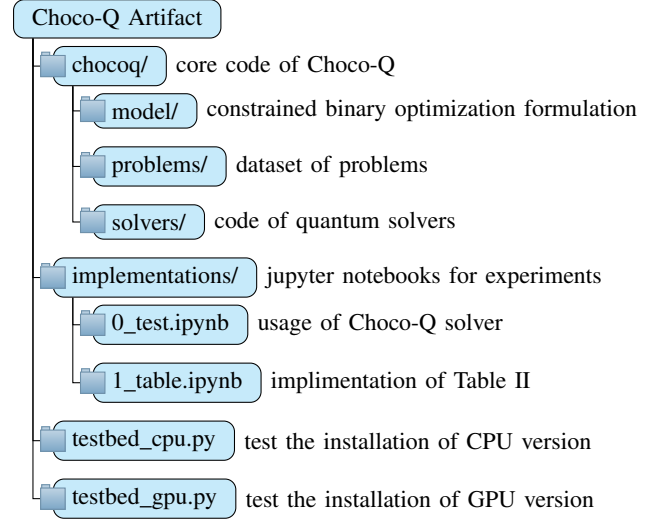 Choco-Q Artifact
chocoq/ core code of Choco-Q
model/ constrained binary optimization formulation
problems/ dataset of problems
solvers/ code of quantum solvers
implementations/ jupyter notebooks for experiments
0_test.ipynb usage of Choco-Q solver
1_table.ipynb implimentation of Table II
testbed_cpu.py test the installation of CPU version
testbed_gpu.py test the installation of GPU version